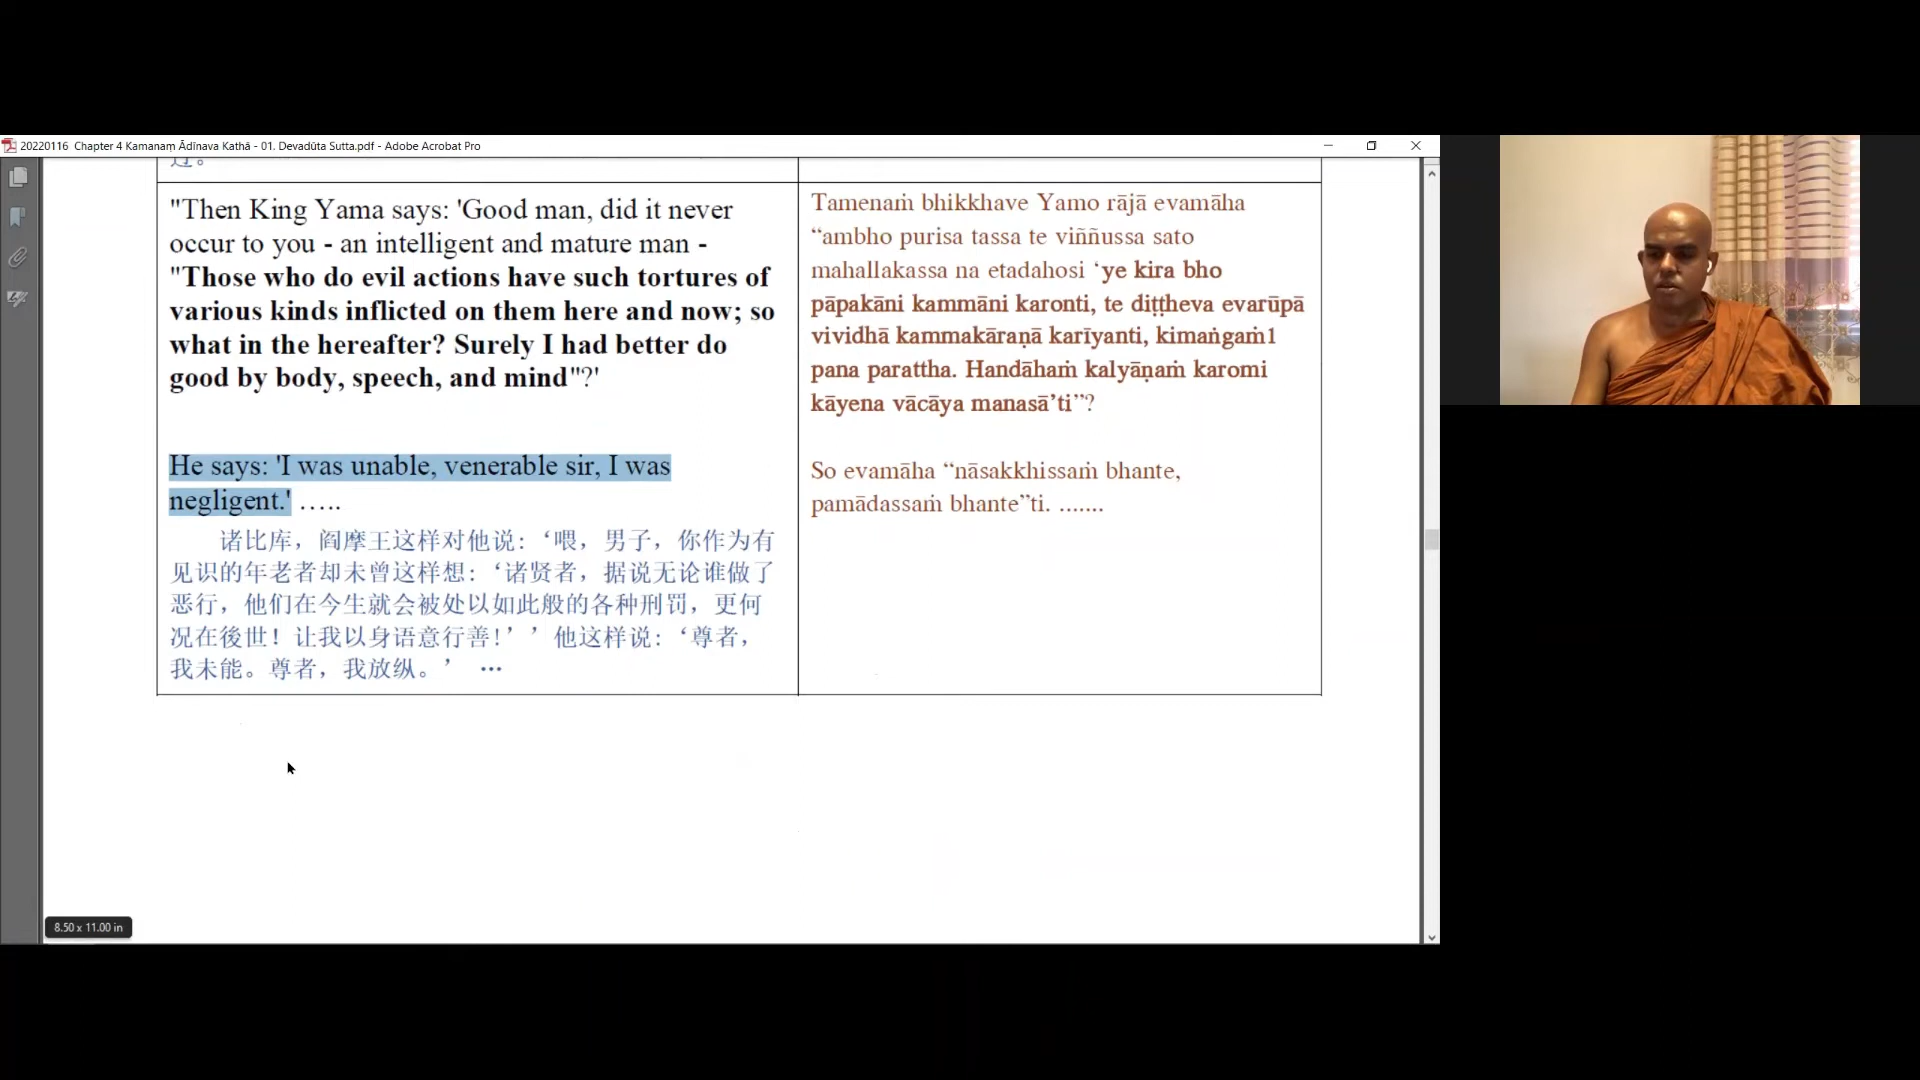 20220116 Chapter 4 Kamanaṃ Ādīnava Kathā - 01. Devadūta Sutta.pdf - Adobe Acrobat Pro
"Then King Yama says: 'Good man, did it never
occur to you - an intelligent and mature man -
"Those who do evil actions have such tortures of
various kinds inflicted on them here and now; so
what in the hereafter? Surely I had better do
good by body, speech, and mind"?'
He says: 'I was unable, venerable sir, I was
negligent.' …..
诸比库，阎摩王这样对他说：‘喂，男子，你作为有
见识的年老者却未曾这样想：‘诸贤者，据说无论谁做了
恶行，他们在今生就会被处以如此般的各种刑罚，更何
况在後世！让我以身语意行善!’ ’ 他这样说：‘尊者，
我未能。尊者，我放纵。’ …
Tamenaṁ bhikkhave Yamo rājā evamāha
“ambho purisa tassa te viññussa sato
mahallakassa na etadahosi ‘ye kira bho
pāpakāni kammāni karonti, te diṭṭheva evarūpā
vividhā kammakāraṇā karīyanti, kimaṅgaṁ1
pana parattha. Handāhaṁ kalyāṇaṁ karomi
kāyena vācāya manasā’ti”?
So evamāha “nāsakkhissaṁ bhante,
pamādassaṁ bhante”ti. .......
8.50 x 11.00 in